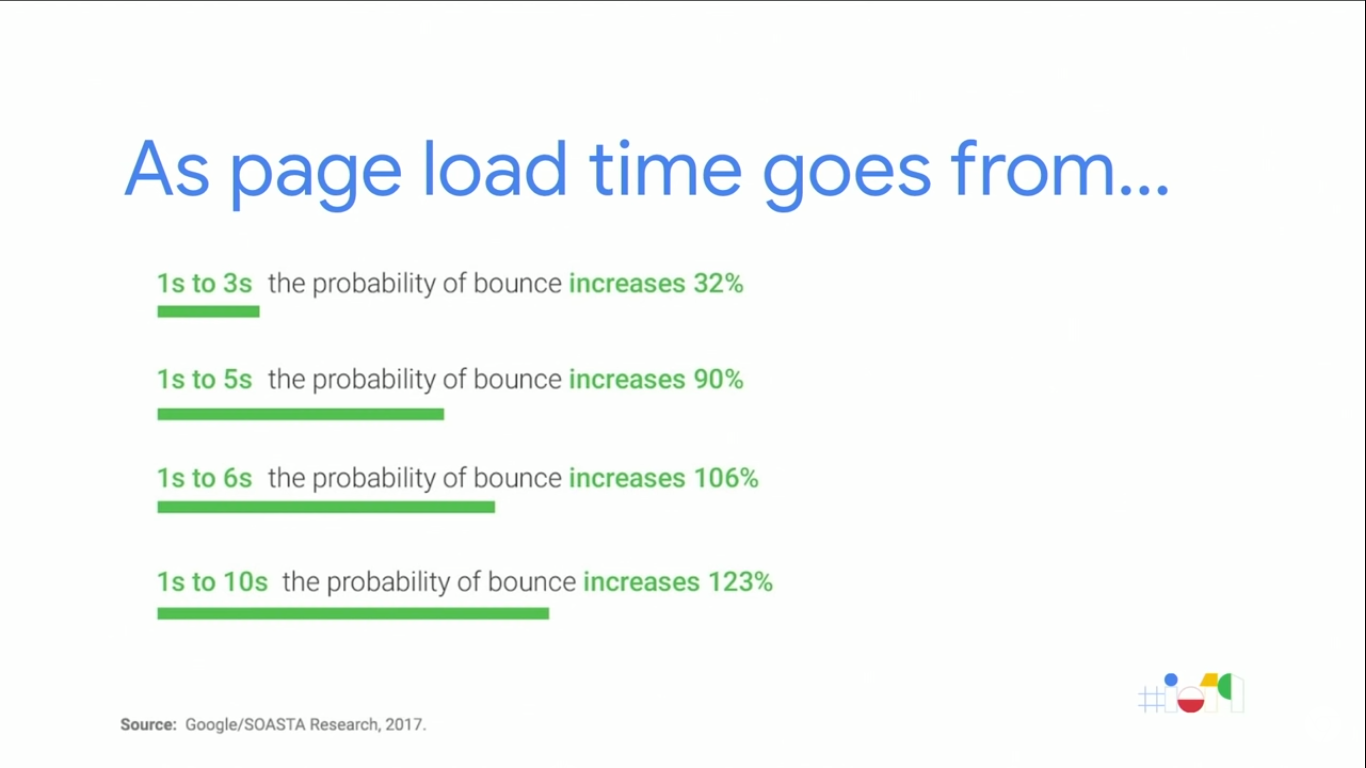 As page load time goes from...
1s to 3s the probability of bounce increases 32%
1s to 5s the probability of bounce increases 90%
1s to 6s the probability of bounce increases 106%
1s to 10s the probability of bounce increases 123%
#io19
Source: Google/SOASTA Research, 2017.